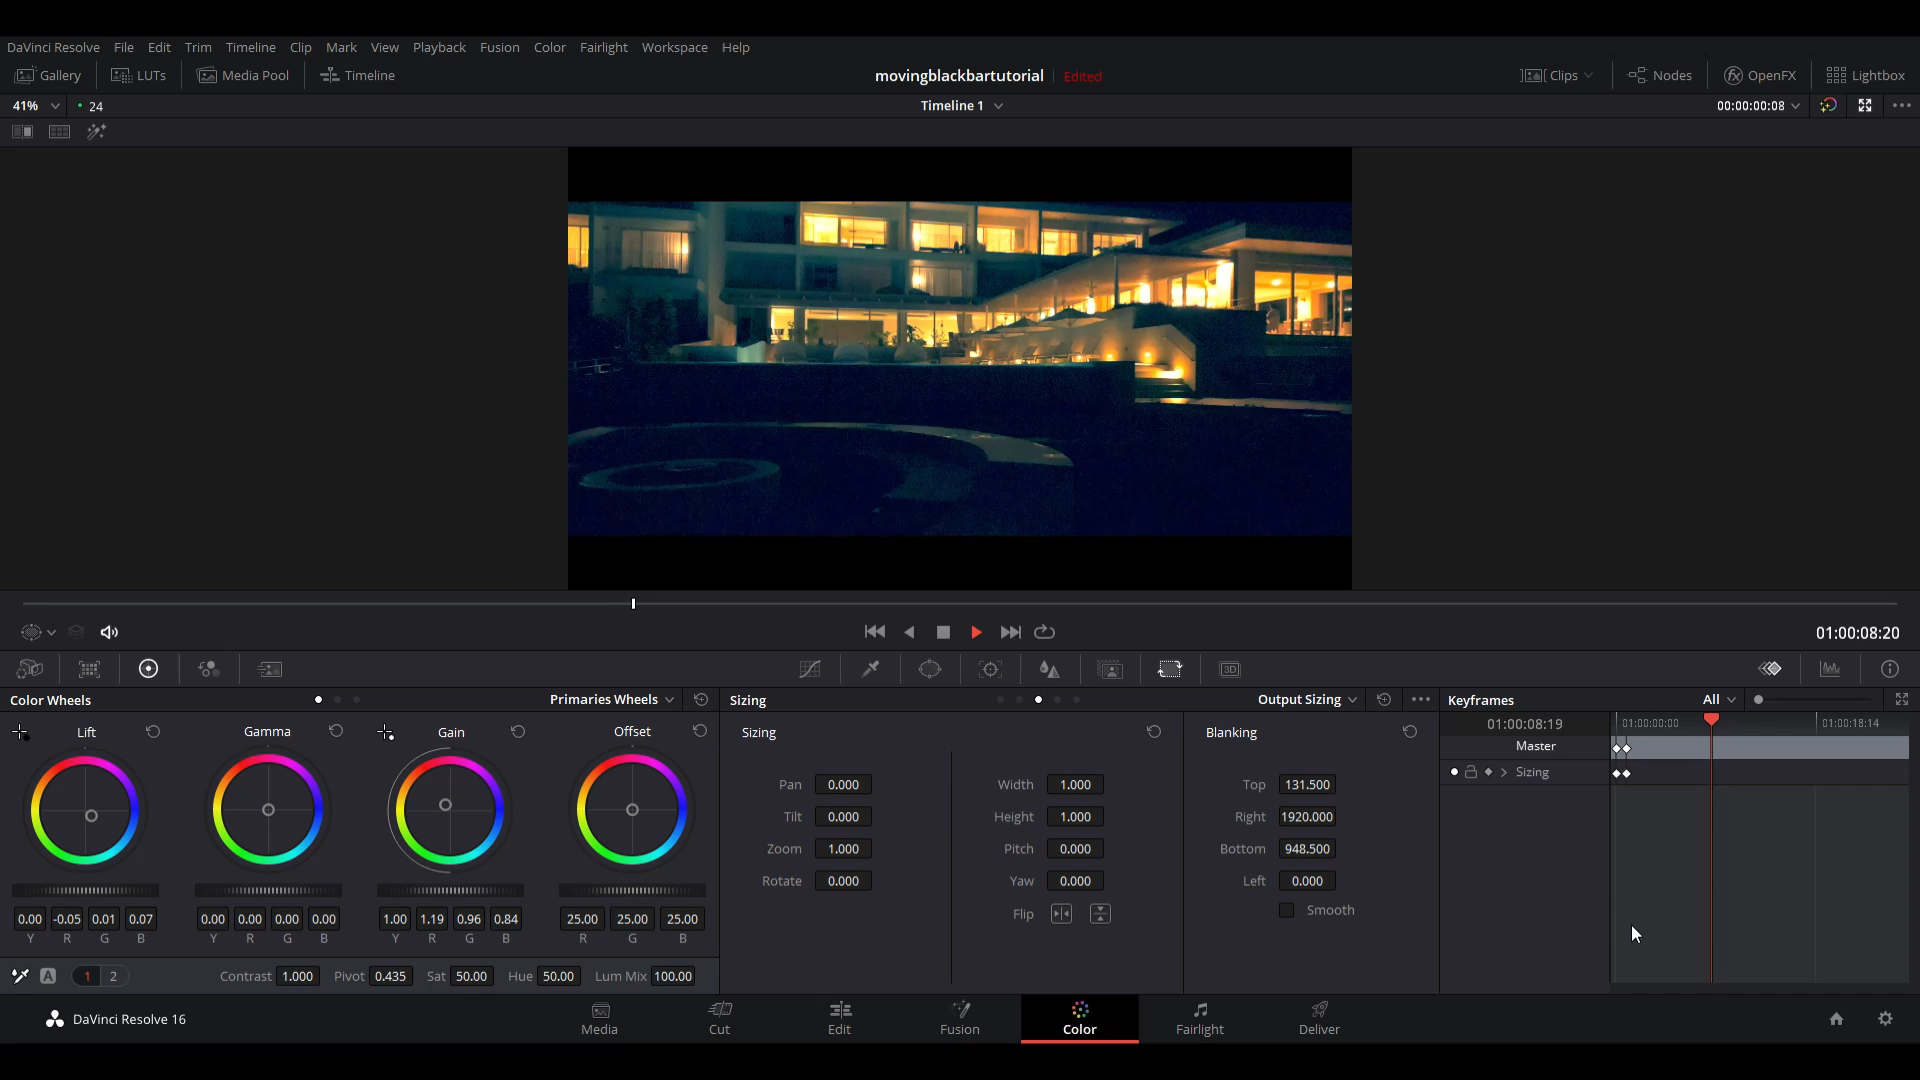 DaVinci Resolve File Edit Trim Timeline Clip Mark View Playback Fusion Color Fairlight Workspace Help
Gallery LUTs Media Pool Timeline movingblackbartutorial Edited Clips Nodes OpenFX Lightbox
41% 24 Timeline 1 00:00:00:08
01:00:08:20
Color Wheels Primaries Wheels Sizing Output Sizing Keyframes All
Lift Gamma Gain Offset Sizing Blanking 01:00:08:19 01:00:00:00 01:00:18:14
Master
Sizing
Pan 0.000 Width 1.000 Top 131.500
Tilt 0.000 Height 1.000 Right 1920.000
Zoom 1.000 Pitch 0.000 Bottom 948.500
Rotate 0.000 Yaw 0.000 Left 0.000
Flip Smooth
0.00 -0.05 0.01 0.07 0.00 0.00 0.00 0.00 1.00 1.19 0.96 0.84 25.00 25.00 25.00
Y R G B Y R G B Y R G B R G B
A 1 2 Contrast 1.000 Pivot 0.435 Sat 50.00 Hue 50.00 Lum Mix 100.00
DaVinci Resolve 16 Media Cut Edit Fusion Color Fairlight Deliver